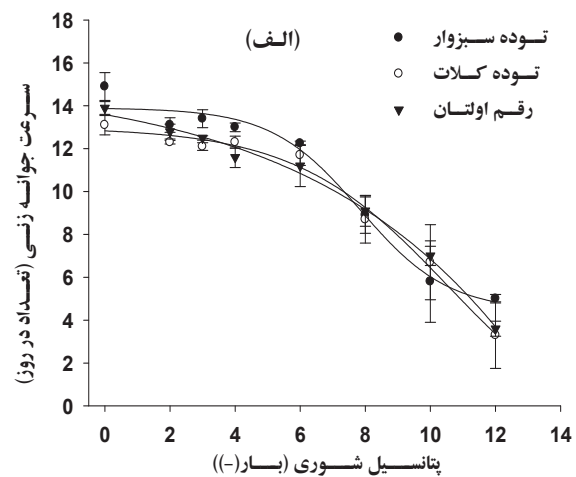 (الف)
توده سبزوار
توده کلات
رقم اولتان
سرعت جوانه زنی (تعداد در روز)
18
16
14
12
10
8
6
4
2
0
0 2 4 6 8 10 12 14
پتانسیل شوری (بار(-))